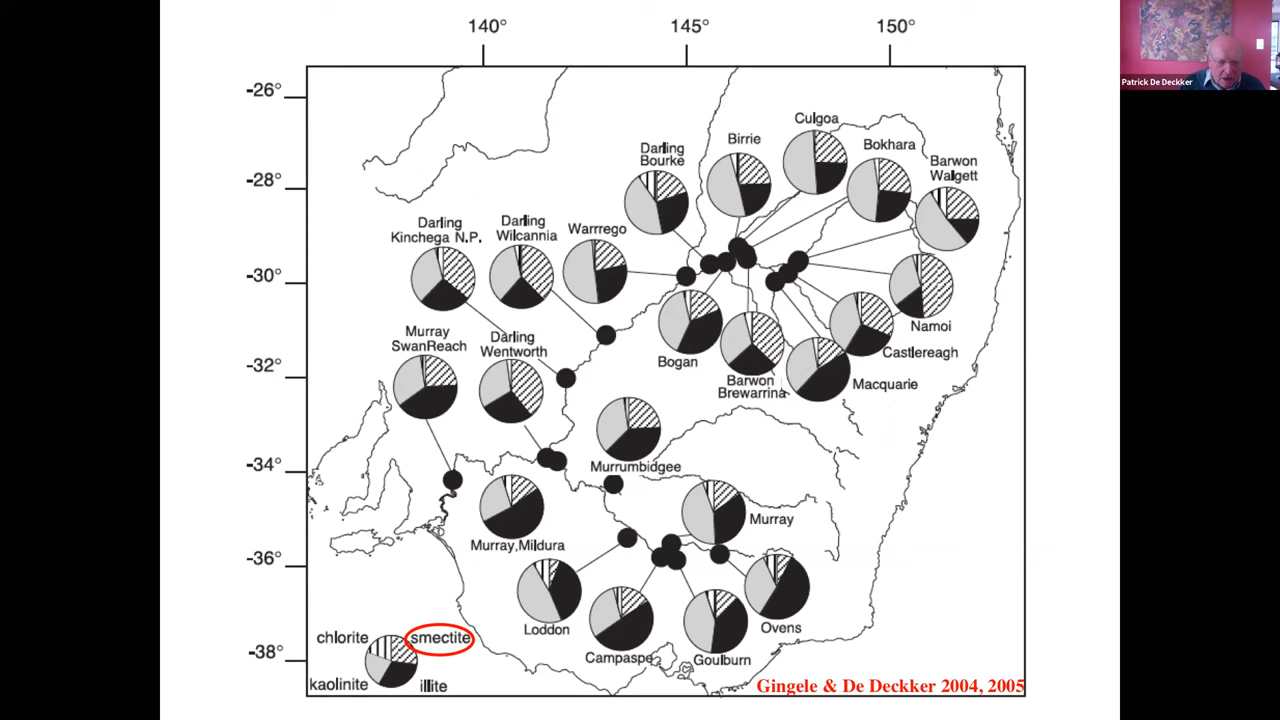 140°
145°
150°
-26°
-28°
-30°
-32°
-34°
-36°
-38°
Culgoa
Birrie
Bokhara
Darling
Bourke
Barwon
Walgett
Darling
Kinchega N.P.
Darling
Wilcannia
Warrrego
Namoi
Castlereagh
Bogan
Barwon
Brewarrina
Macquarie
Murray
SwanReach
Darling
Wentworth
Murrumbidgee
Murray,Mildura
Murray
Loddon
Campaspe
Goulburn
Ovens
chlorite
smectite
kaolinite
illite
Gingele & De Deckker 2004, 2005
Patrick De Deckker